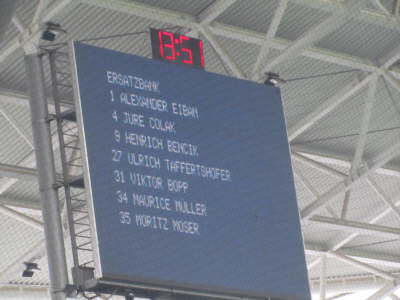 13:51
ERSATZBANK
1 ALEXANDER EIBAN
4 JURE COLAK
9 HENRICH BENCIK
27 ULRICH TAFFERTSHOFER
31 VIKTOR BOPP
34 MAURICE MULLER
35 MORITZ MOSER